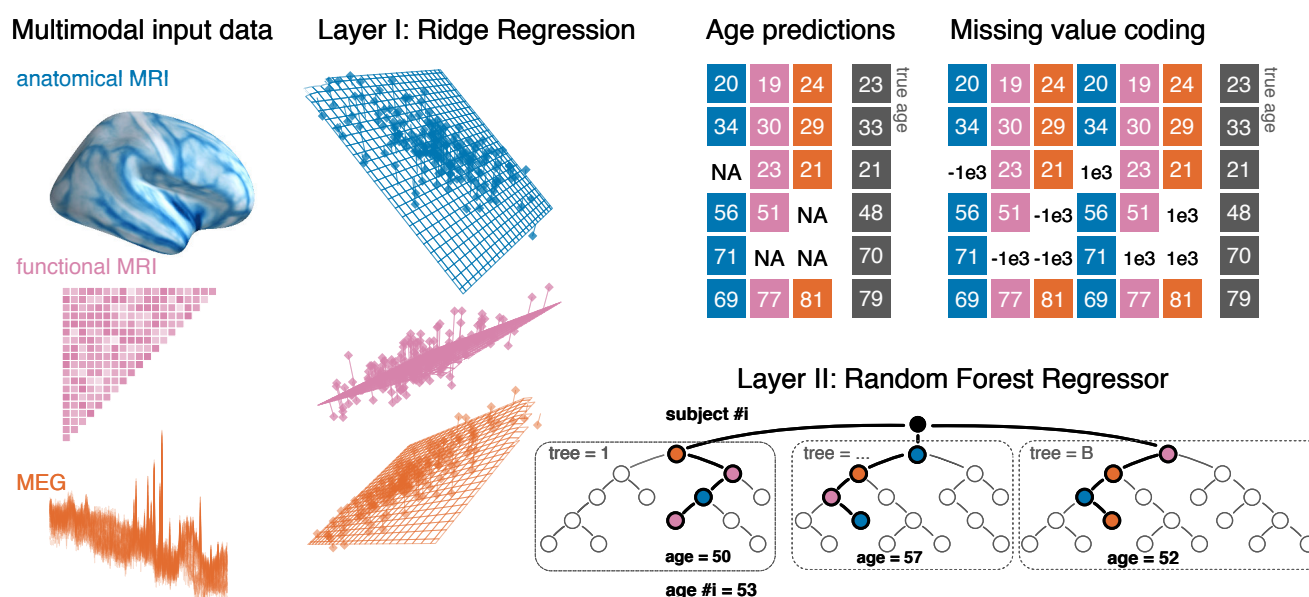 Multimodal input data
anatomical MRI
functional MRI
MEG
Layer I: Ridge Regression
Age predictions
20 19 24 23
34 30 29 33
NA 23 21 21
56 51 NA 48
71 NA NA 70
69 77 81 79
true age
Missing value coding
20 19 24 20 19 24 23
34 30 29 34 30 29 33
-1e3 23 21 1e3 23 21 21
56 51 -1e3 56 51 1e3 48
71 -1e3 -1e3 71 1e3 1e3 70
69 77 81 69 77 81 79
true age
Layer II: Random Forest Regressor
subject #i
tree = 1
tree = ...
tree = B
age = 50
age = 57
age = 52
age #i = 53